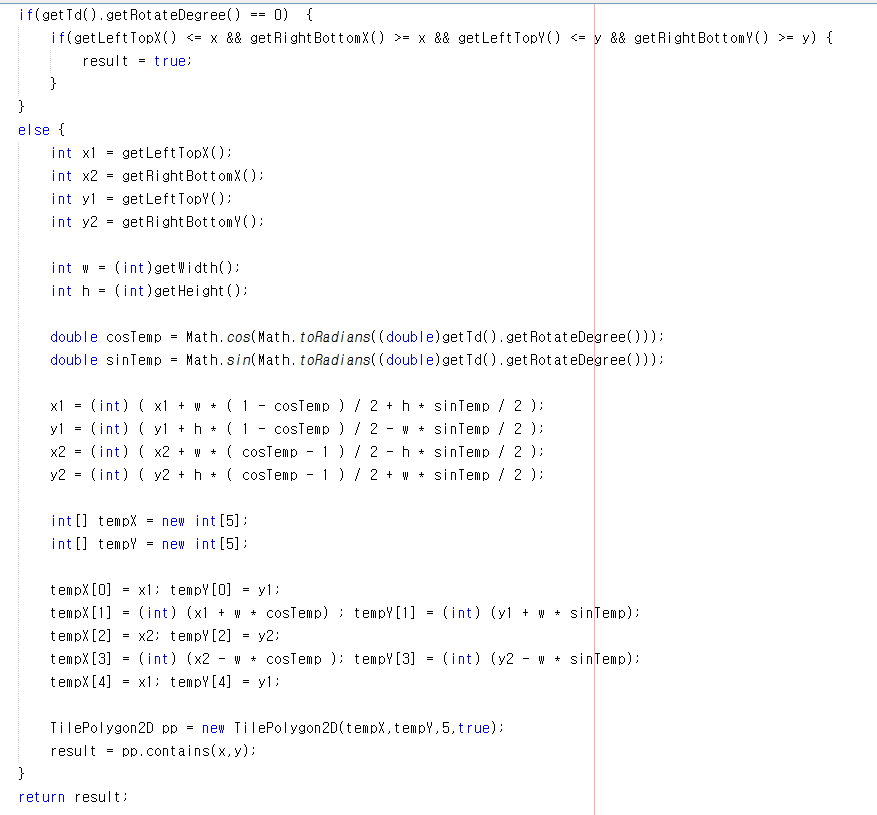 if(getTd().getRotateDegree() == 0)  {
    if(getLeftTopX() <= x && getRightBottomX() >= x && getLeftTopY() <= y && getRightBottomY() >= y) {
        result = true;
    }
}
else {
    int x1 = getLeftTopX();
    int x2 = getRightBottomX();
    int y1 = getLeftTopY();
    int y2 = getRightBottomY();

    int w = (int)getWidth();
    int h = (int)getHeight();

    double cosTemp = Math.cos(Math.toRadians((double)getTd().getRotateDegree()));
    double sinTemp = Math.sin(Math.toRadians((double)getTd().getRotateDegree()));

    x1 = (int) ( x1 + w * ( 1 - cosTemp ) / 2 + h * sinTemp / 2 );
    y1 = (int) ( y1 + h * ( 1 - cosTemp ) / 2 - w * sinTemp / 2 );
    x2 = (int) ( x2 + w * ( cosTemp - 1 ) / 2 - h * sinTemp / 2 );
    y2 = (int) ( y2 + h * ( cosTemp - 1 ) / 2 + w * sinTemp / 2 );

    int[] tempX = new int[5];
    int[] tempY = new int[5];

    tempX[0] = x1; tempY[0] = y1;
    tempX[1] = (int) (x1 + w * cosTemp) ; tempY[1] = (int) (y1 + w * sinTemp);
    tempX[2] = x2; tempY[2] = y2;
    tempX[3] = (int) (x2 - w * cosTemp ); tempY[3] = (int) (y2 - w * sinTemp);
    tempX[4] = x1; tempY[4] = y1;

    TilePolygon2D pp = new TilePolygon2D(tempX,tempY,5,true);
    result = pp.contains(x,y);
}
return result;